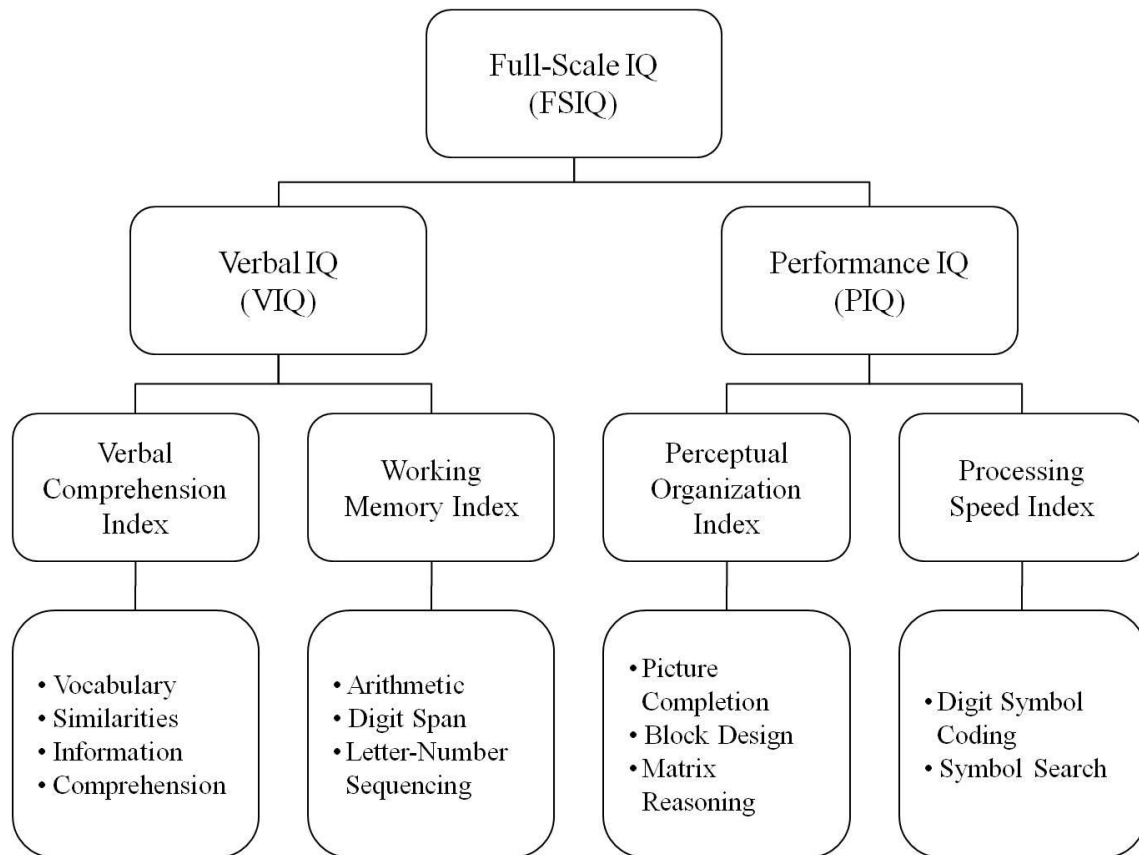 Full-Scale IQ
(FSIQ)
Verbal IQ
(VIQ)
Performance IQ
(PIQ)
Verbal
Comprehension
Index
Working
Memory Index
Perceptual
Organization
Index
Processing
Speed Index
• Vocabulary
• Similarities
• Information
• Comprehension
• Arithmetic
• Digit Span
• Letter-Number
Sequencing
• Picture
Completion
• Block Design
• Matrix
Reasoning
• Digit Symbol
Coding
• Symbol Search